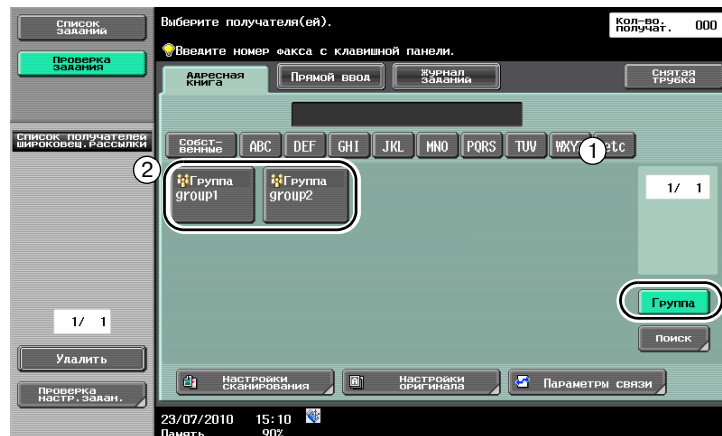 Список
заданий
Выберите получателя(ей).
Кол-во.
получат.
000
Введите номер факса с клавишной панели.
Проверка
задания
Адресная
книга
Прямой ввод
Журнал
заданий
Снятая
трубка
Список получателей
широковещ.рассылки
Собст-
венные
ABC
DEF
GHI
JKL
MNO
PQRS
TUV
WXYZ
etc
1
2
Группа
group1
Группа
group2
1/ 1
Группа
1/ 1
Поиск
Удалить
Проверка
настр.задан.
Настройки
сканирования
Настройки
оригинала
Параметры связи
23/07/2010 15:10
Память 90%